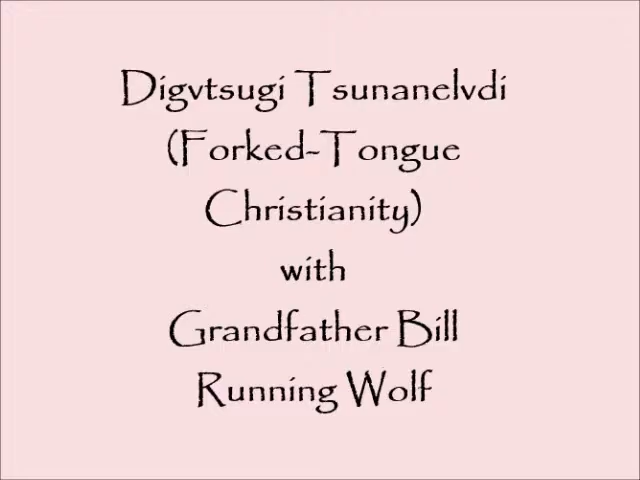 Digvtsugi Tsunanelvdi
(Forked-Tongue
Christianity)
with
Grandfather Bill
Running Wolf